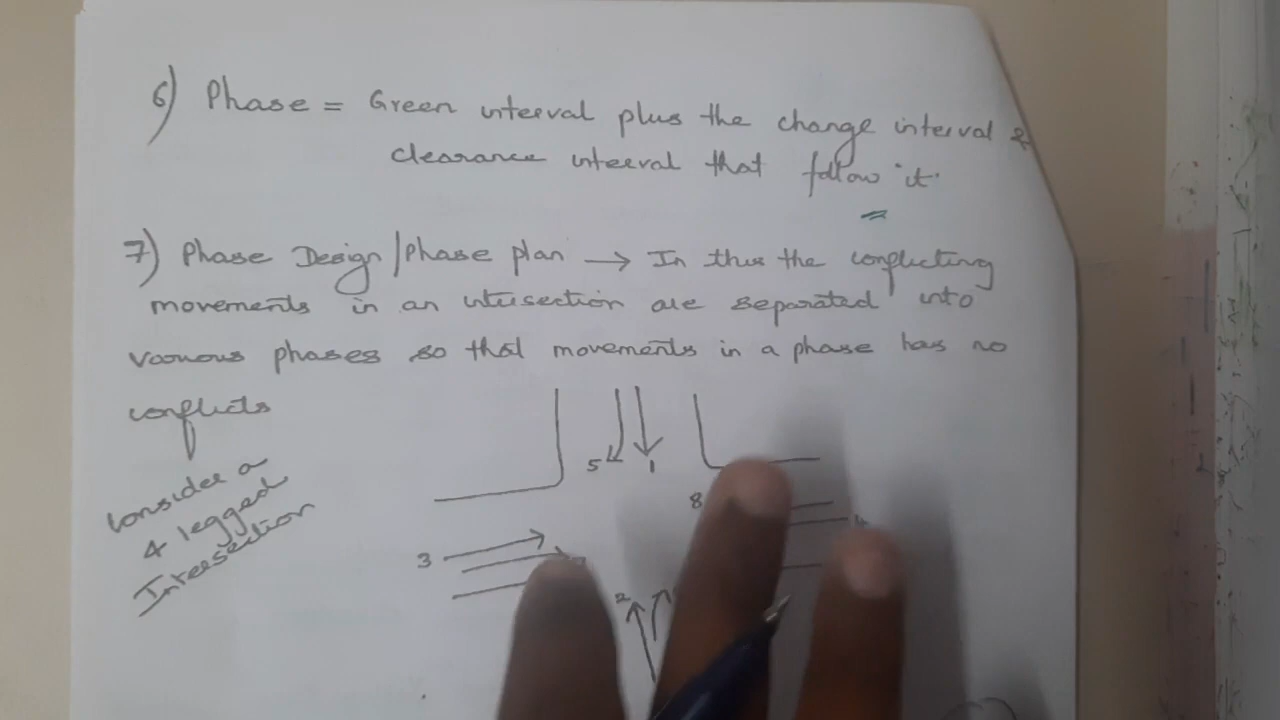 6) Phase = Green interval plus the change interval &
clearance interval that follow it.
7) Phase Design/Phase plan → In this the conflicting
movements in an intersection are separated into
various phases so that movements in a phase has no
conflicts
consider a
4 legged
Intersection
5
1
8
4
3
2